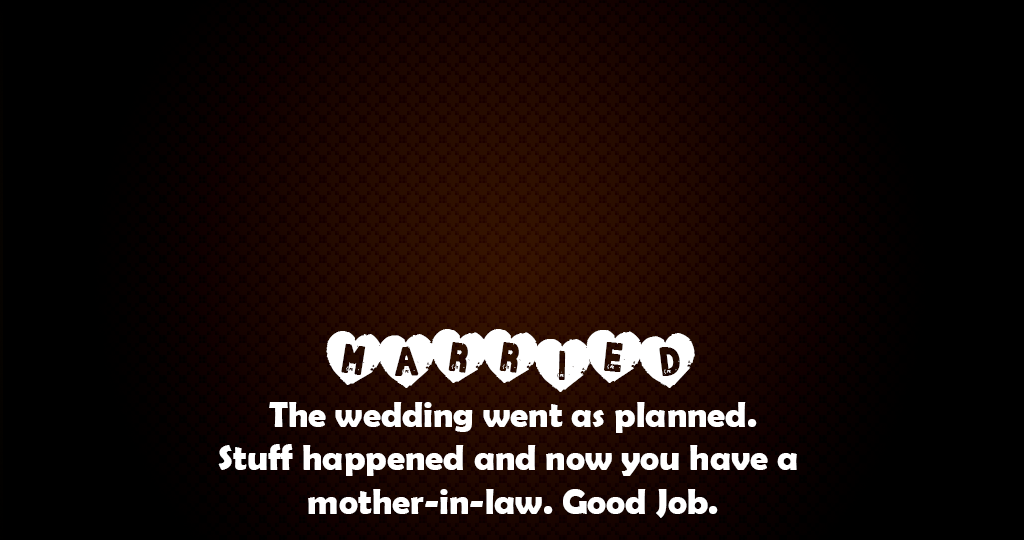 MARRIED
The wedding went as planned.
Stuff happened and now you have a
mother-in-law. Good Job.